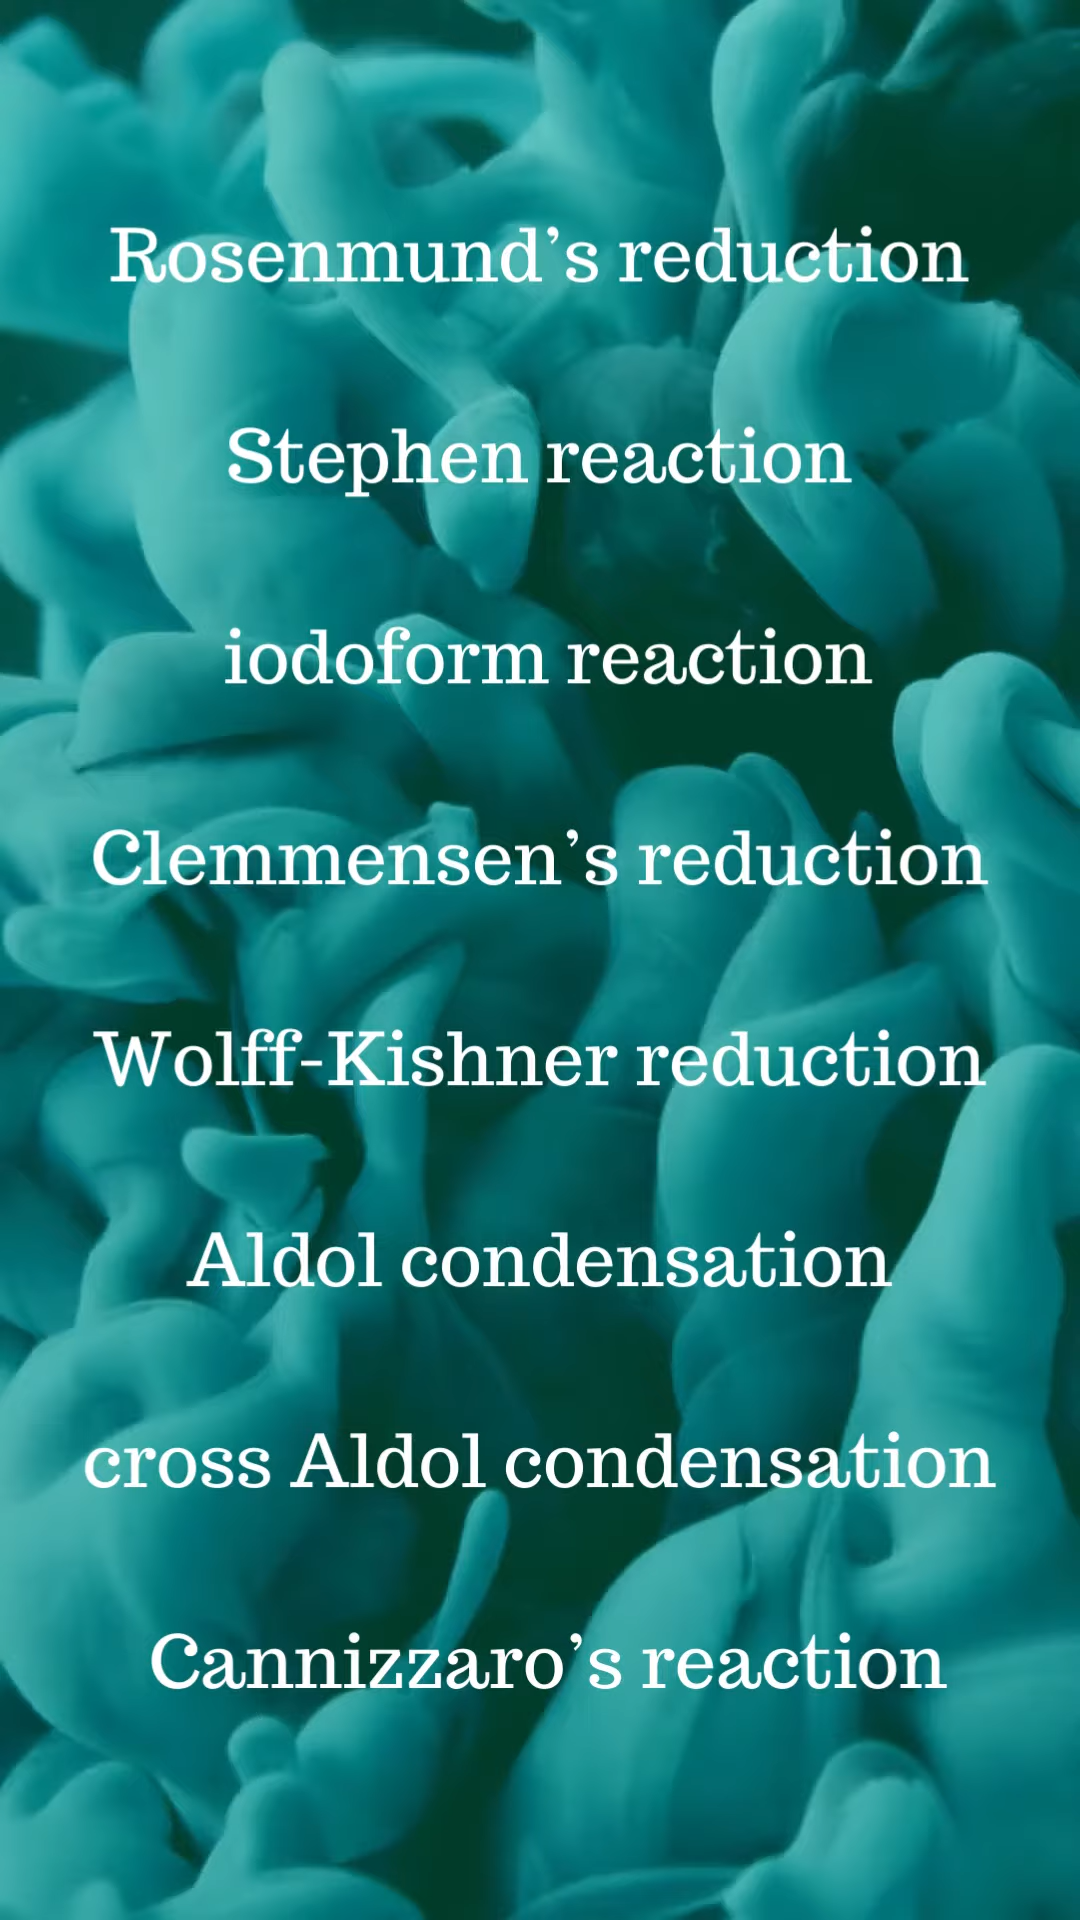 Rosenmund’s reduction
Stephen reaction
iodoform reaction
Clemmensen’s reduction
Wolff-Kishner reduction
Aldol condensation
cross Aldol condensation
Cannizzaro’s reaction